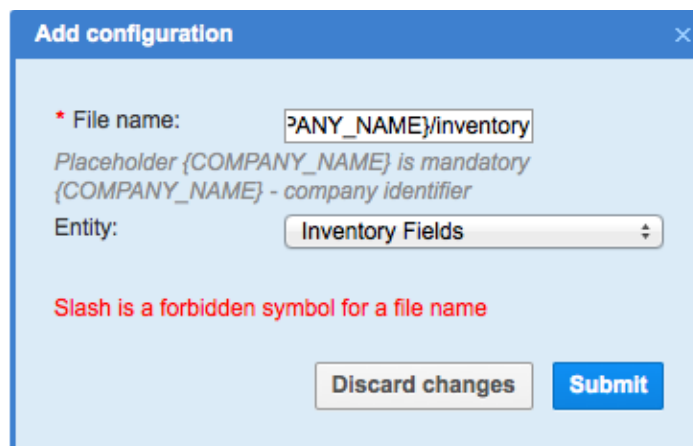 Add configuration
* File name: PANY_NAME}/inventory
Placeholder {COMPANY_NAME} is mandatory
{COMPANY_NAME} - company identifier
Entity: Inventory Fields
Slash is a forbidden symbol for a file name
Discard changes Submit